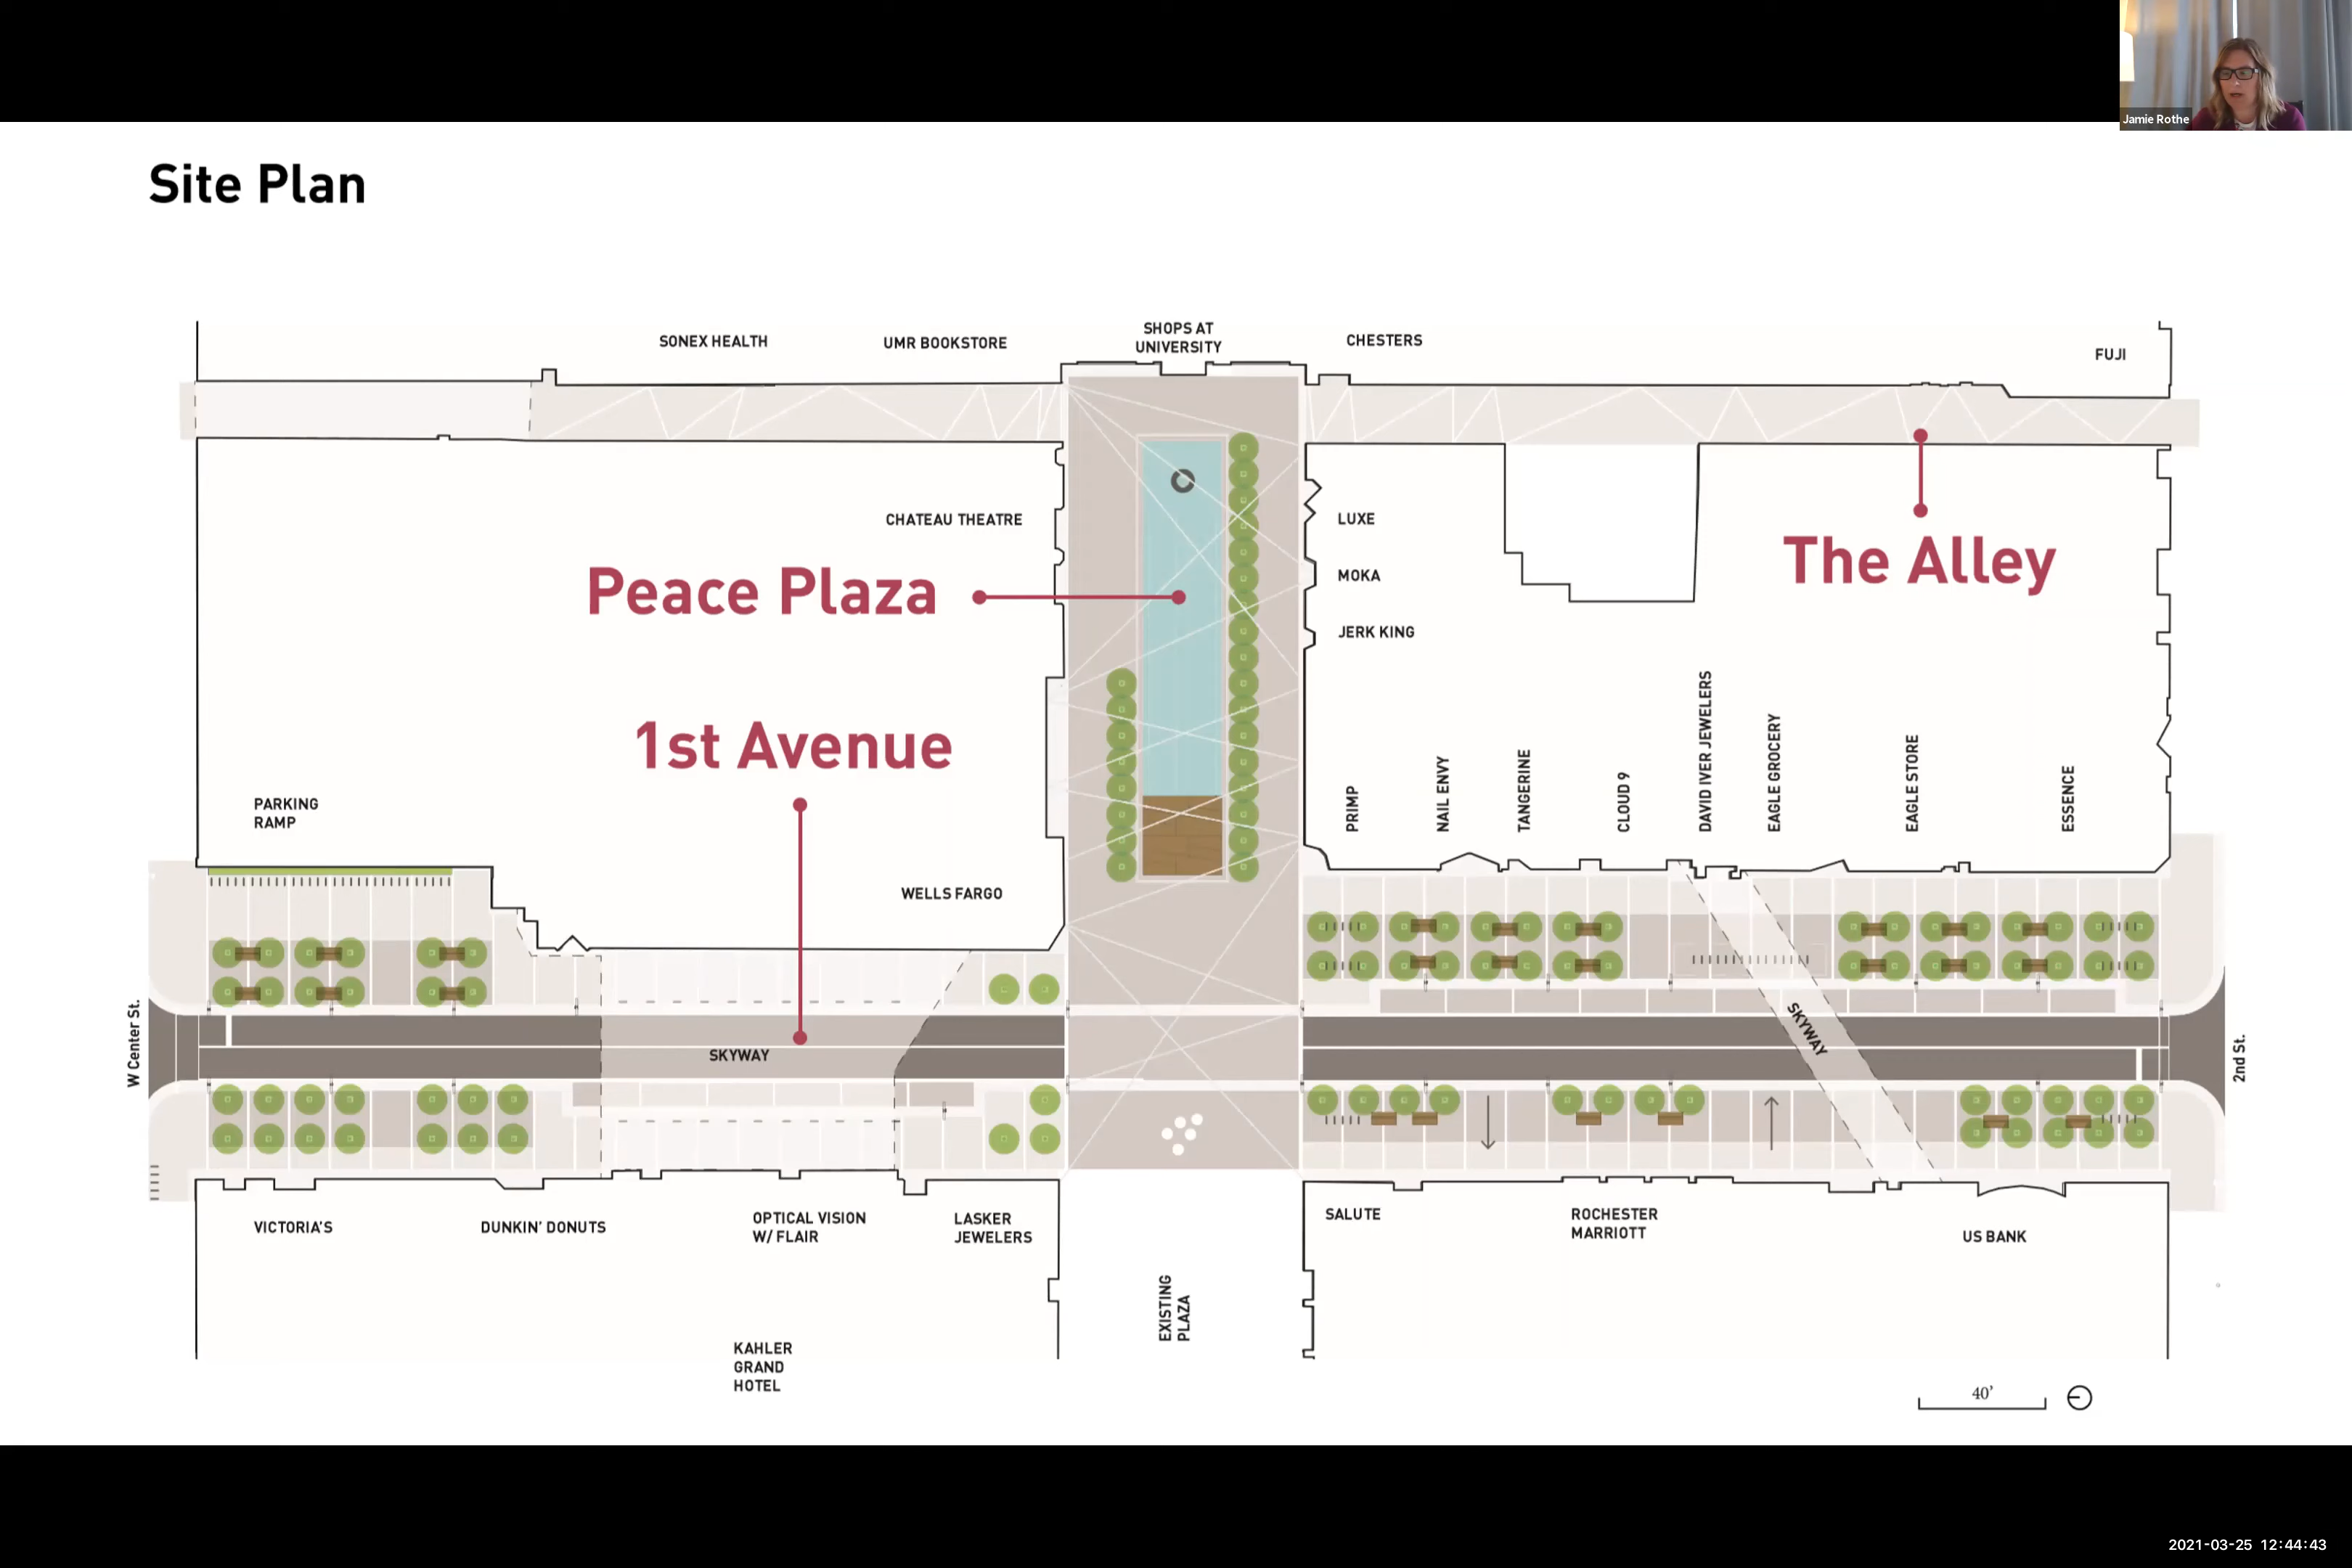 Jamie Rothe
Site Plan
SONEX HEALTH
UMR BOOKSTORE
SHOPS AT
UNIVERSITY
CHESTERS
FUJI
CHATEAU THEATRE
LUXE
The Alley
Peace Plaza
MOKA
JERK KING
1st Avenue
PARKING
RAMP
PRIMP
NAIL ENVY
TANGERINE
CLOUD 9
DAVID IVER JEWELERS
EAGLE GROCERY
EAGLE STORE
ESSENCE
WELLS FARGO
W Center St.
SKYWAY
SKYWAY
2nd St.
VICTORIA'S
DUNKIN' DONUTS
OPTICAL VISION
W/ FLAIR
LASKER
JEWELERS
SALUTE
ROCHESTER
MARRIOTT
US BANK
EXISTING
PLAZA
KAHLER
GRAND
HOTEL
40’
2021-03-25 12:44:43